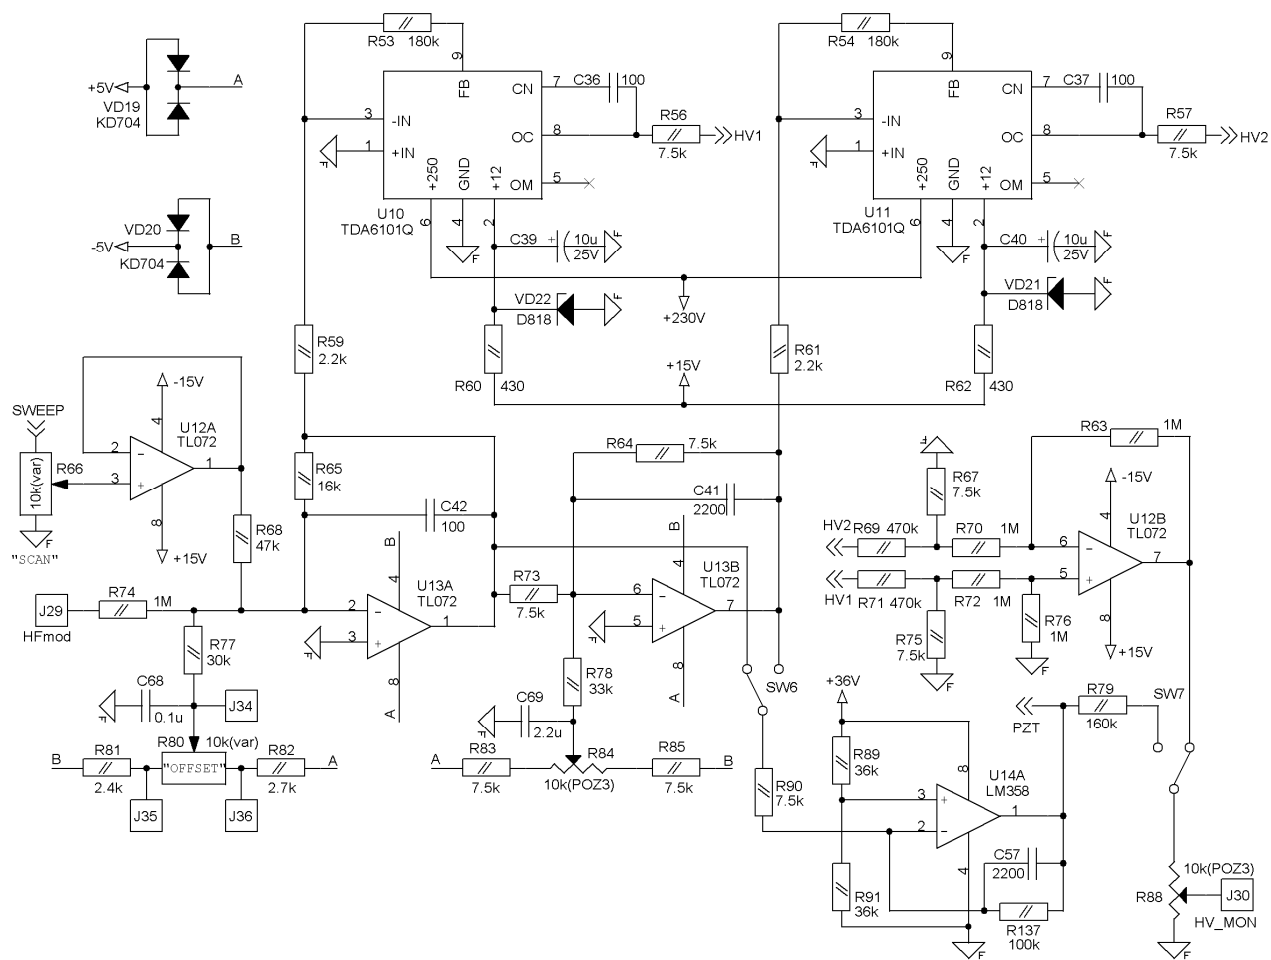 R53 180k
R54 180k
9
9
+5V
VD19
KD704
A
FB
CN 7
C36 100
3 -IN
1 +IN
OC 8
R56
7.5k
HV1
+250
GND
+12
OM 5
U10
TDA6101Q
6
4
2
F
F
FB
CN 7
C37 100
3 -IN
1 +IN
OC 8
R57
7.5k
HV2
+250
GND
+12
OM 5
U11
TDA6101Q
6
4
2
F
F
VD20
-5V
KD704
B
C39 + 10u
25V
F
C40 + 10u
25V
F
VD22
D818
F
VD21
D818
F
+230V
R59
2.2k
R60 430
+15V
R61
2.2k
R62 430
SWEEP
R66
10k(var)
F
"SCAN"
-15V
4
U12A
TL072
2 -
3 +
1
8
+15V
R68
47k
R65
16k
C42
100
R64 7.5k
C41
2200
R63 1M
F
R67
7.5k
HV2 R69 470k
R70 1M
HV1
R71 470k
R72 1M
-15V
4
U12B
TL072
6 -
5 +
7
8
+15V
R75
7.5k
F
R76
1M
F
J29
HFmod
R74 1M
B
4
U13A
TL072
2 -
3 +
1
8
A
F
R73
7.5k
B
4
U13B
TL072
6 -
5 +
7
8
A
F
R77
30k
C68
0.1u
F
J34
R80 10k(var)
"OFFSET"
B R81
2.4k
R82 A
2.7k
J35
J36
R78
33k
C69
2.2u
F
A R83
7.5k
R84
10k(POZ3)
R85 B
7.5k
SW6
R90
7.5k
+36V
R89
36k
8
U14A
LM358
3 +
2 -
1
4
R91
36k
C57
2200
R137
100k
F
PZT
R79
160k
SW7
10k(POZ3)
R88
J30
HV_MON
F